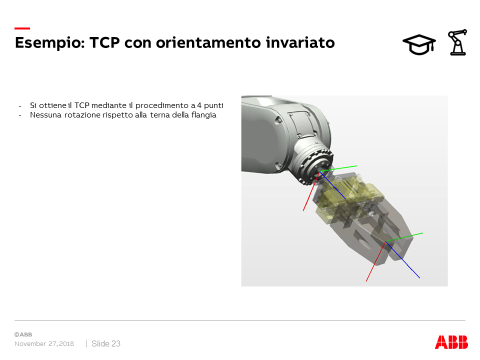 Esempio: TCP con orientamento invariato
- Si ottiene il TCP mediante il procedimento a 4 punti
- Nessuna rotazione rispetto alla terna della flangia
©ABB
November 27, 2018 | Slide 23
ABB